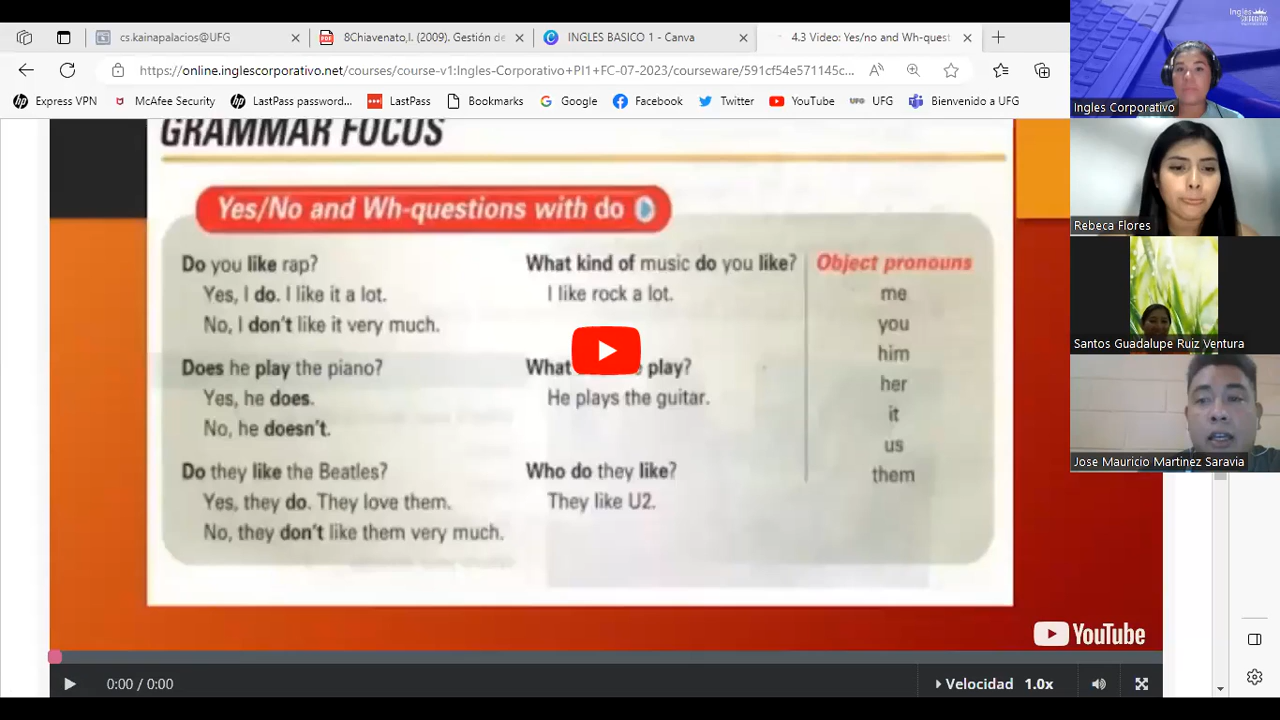 cs.kainapalacios@UFG
8Chiavenato,I. (2009). Gestión de
INGLES BASICO 1 - Canva
4.3 Video: Yes/no and Wh-quest
https://online.inglescorporativo.net/courses/course-v1:Ingles-Corporativo+PI1+FC-07-2023/courseware/591cf54e571145c...
Express VPN
McAfee Security
LastPass password...
LastPass
Bookmarks
Google
Facebook
Twitter
YouTube
UFG
Bienvenido a UFG
GRAMMAR FOCUS
Yes/No and Wh-questions with do
Do you like rap?
Yes, I do. I like it a lot.
No, I don't like it very much.
Does he play the piano?
Yes, he does.
No, he doesn't.
Do they like the Beatles?
Yes, they do. They love them.
No, they don't like them very much.
What kind of music do you like?
I like rock a lot.
What play?
He plays the guitar.
Who do they like?
They like U2.
Object pronouns
me
you
him
her
it
us
them
YouTube
0:00 / 0:00
Velocidad 1.0x
Ingles Corporativo
Ingles Corporativo
Rebeca Flores
Santos Guadalupe Ruiz Ventura
Jose Mauricio Martinez Saravia